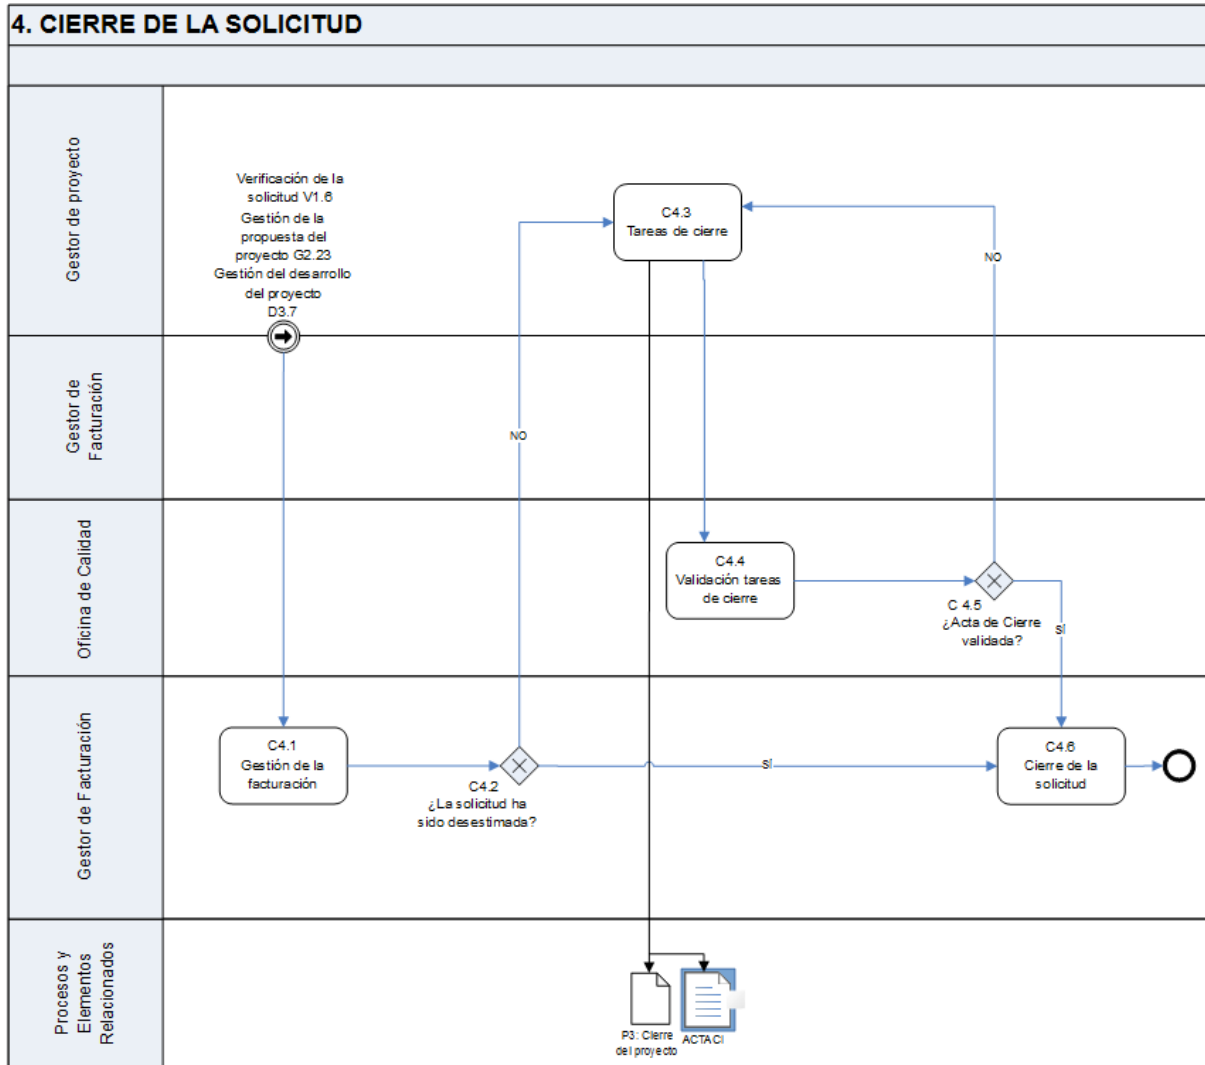 4. CIERRE DE LA SOLICITUD
Gestor de proyecto
Verificación de la
solicitud V1.6
Gestión de la
propuesta del
proyecto G2.23
Gestión del desarrollo
del proyecto
D3.7
C4.3
Tareas de cierre
NO
Gestor de
Facturación
NO
Oficina de Calidad
C4.4
Validación tareas
de cierre
C 4.5
¿Acta de Cierre
validada?
SÍ
Gestor de Facturación
C4.1
Gestión de la
facturación
C4.2
¿La solicitud ha
sido desestimada?
SÍ
C4.6
Cierre de la
solicitud
Procesos y
Elementos
Relacionados
P3: Cierre
del proyecto
ACTACI